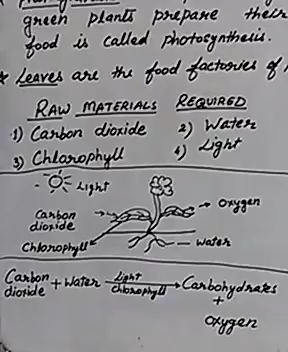 green plants prepare their
food is called photosynthesis.
* Leaves are the food factories of
RAW MATERIALS REQUIRED
1) Carbon dioxide 2) Water
3) Chlorophyll 4) Light
Light
Oxygen
Carbon
dioxide
Chlorophyll
Water
Carbon dioxide + Water Light Chlorophyll → Carbohydrates
+
Oxygen